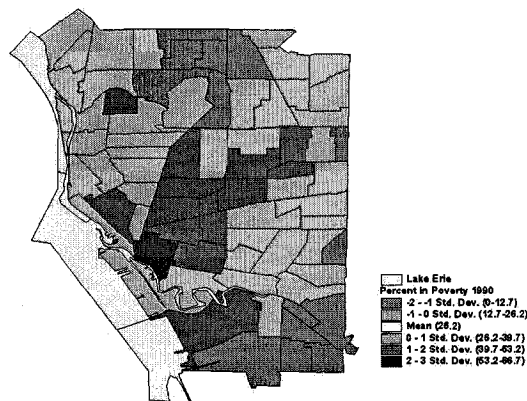 Lake Erie
Percent in Poverty 1990
-2 - -1 Std. Dev. (0-12.7)
-1 - 0 Std. Dev. (12.7-26.2)
Mean (26.2)
0 - 1 Std. Dev. (26.2-39.7)
1 - 2 Std. Dev. (39.7-53.2)
2 - 3 Std. Dev. (53.2-66.7)